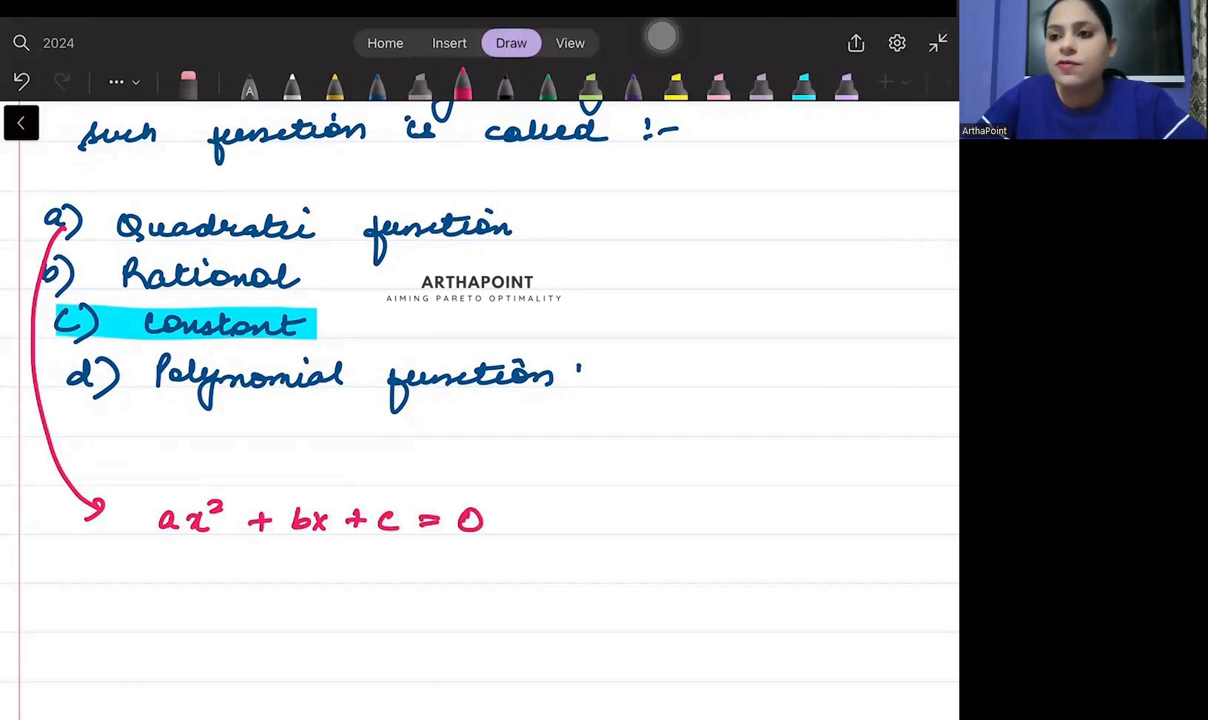 2024
Home Insert Draw View
such function is called :-
a) Quadratic function
b) Rational
ARTHAPOINT
AIMING PARETO OPTIMALITY
c) constant
d) Polynomial function
ax² + bx + c = 0
ArthaPoint